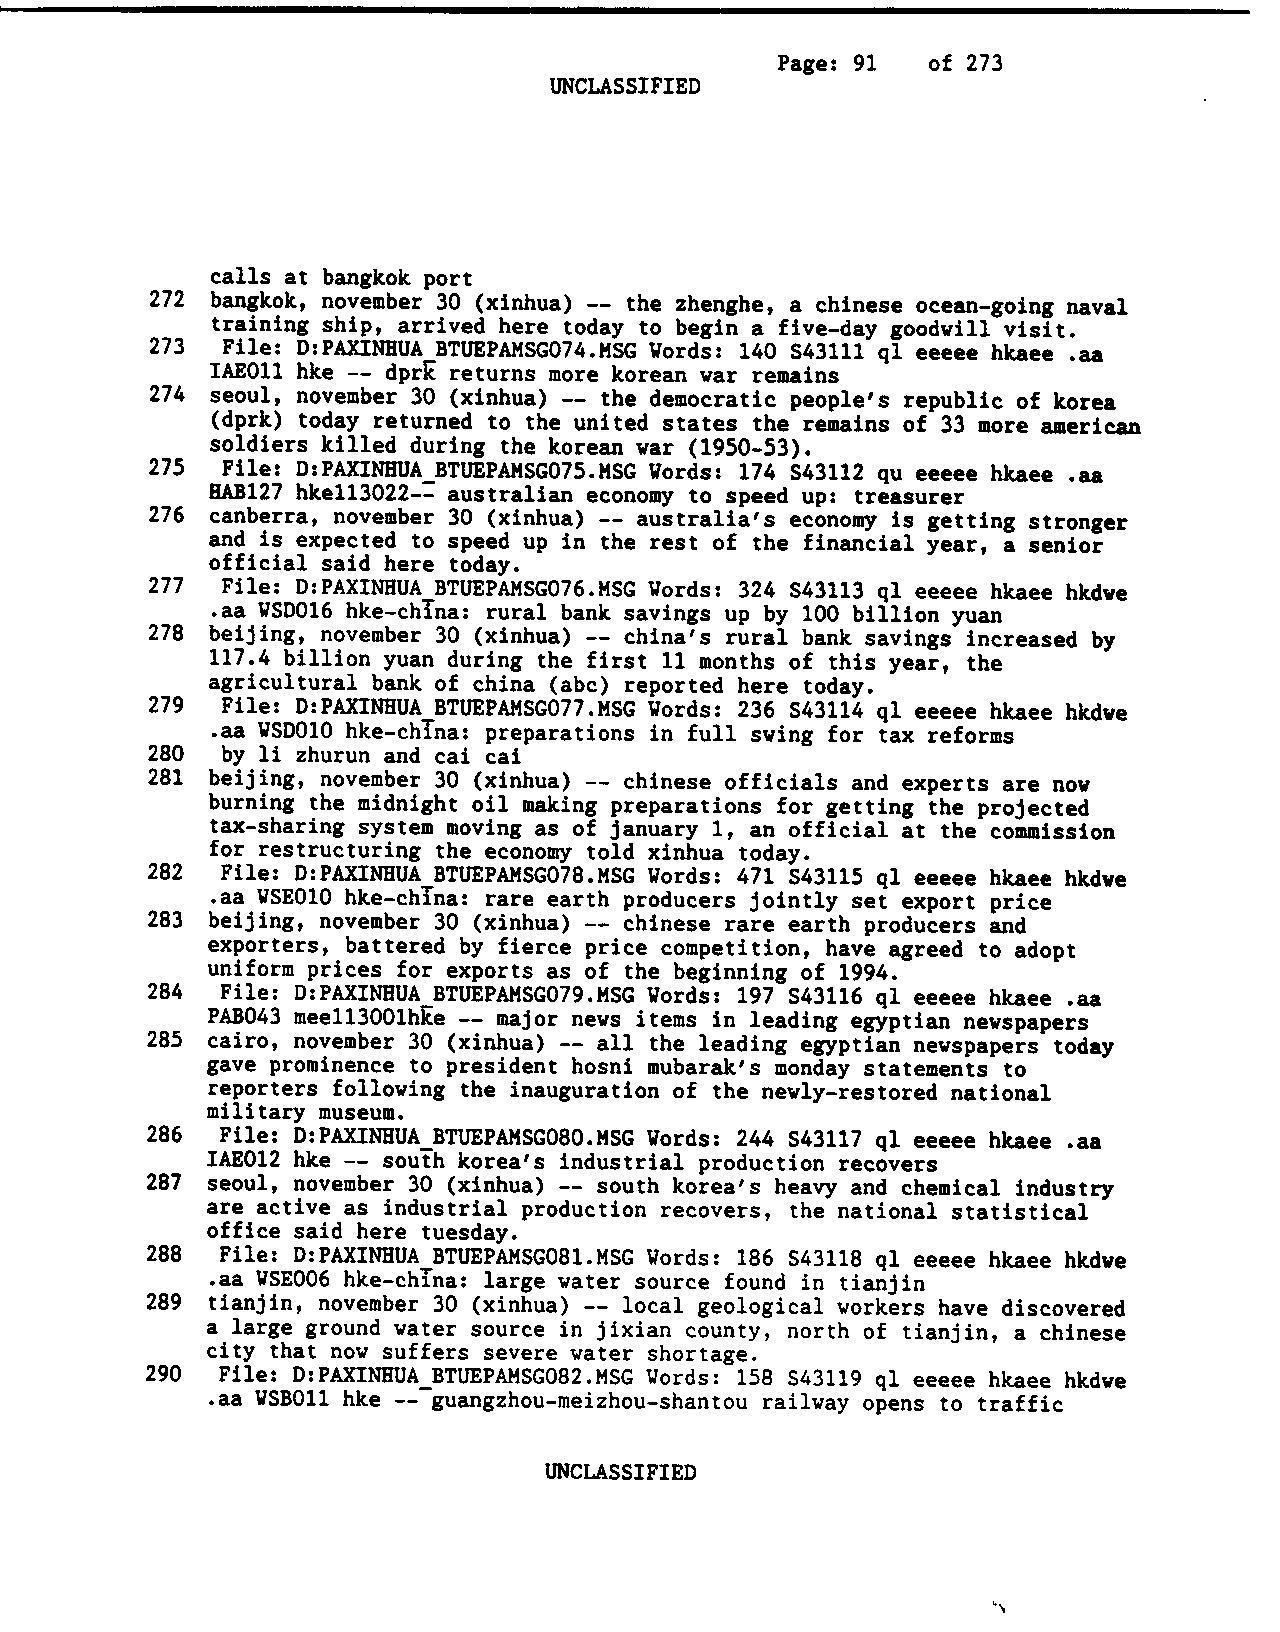 Page: 91 of 273
UNCLASSIFIED
calls at bangkok port
272 bangkok, november 30 (xinhua) -- the zhenghe, a chinese ocean-going naval
training ship, arrived here today to begin a five-day goodwill visit.
273 File: D:PAXINHUA_BTUEPAMSG074.MSG Words: 140 S43111 ql eeeee hkaee .aa
IAE011 hke -- dprk returns more korean war remains
274 seoul, november 30 (xinhua) -- the democratic people's republic of korea
(dprk) today returned to the united states the remains of 33 more american
soldiers killed during the korean war (1950-53).
275 File: D:PAXINHUA_BTUEPAMSG075.MSG Words: 174 S43112 qu eeeee hkaee .aa
HAB127 hke113022-- australian economy to speed up: treasurer
276 canberra, november 30 (xinhua) -- australia's economy is getting stronger
and is expected to speed up in the rest of the financial year, a senior
official said here today.
277 File: D:PAXINHUA_BTUEPAMSG076.MSG Words: 324 S43113 ql eeeee hkaee hkdwe
.aa WSD016 hke-china: rural bank savings up by 100 billion yuan
278 beijing, november 30 (xinhua) -- china's rural bank savings increased by
117.4 billion yuan during the first 11 months of this year, the
agricultural bank of china (abc) reported here today.
279 File: D:PAXINHUA_BTUEPAMSG077.MSG Words: 236 S43114 ql eeeee hkaee hkdwe
.aa WSD010 hke-china: preparations in full swing for tax reforms
280 by li zhurun and cai cai
281 beijing, november 30 (xinhua) -- chinese officials and experts are now
burning the midnight oil making preparations for getting the projected
tax-sharing system moving as of january 1, an official at the commission
for restructuring the economy told xinhua today.
282 File: D:PAXINHUA_BTUEPAMSG078.MSG Words: 471 S43115 ql eeeee hkaee hkdwe
.aa WSE010 hke-china: rare earth producers jointly set export price
283 beijing, november 30 (xinhua) -- chinese rare earth producers and
exporters, battered by fierce price competition, have agreed to adopt
uniform prices for exports as of the beginning of 1994.
284 File: D:PAXINHUA_BTUEPAMSG079.MSG Words: 197 S43116 ql eeeee hkaee .aa
PAB043 mee113001hke -- major news items in leading egyptian newspapers
285 cairo, november 30 (xinhua) -- all the leading egyptian newspapers today
gave prominence to president hosni mubarak's monday statements to
reporters following the inauguration of the newly-restored national
military museum.
286 File: D:PAXINHUA_BTUEPAMSG080.MSG Words: 244 S43117 ql eeeee hkaee .aa
IAE012 hke -- south korea's industrial production recovers
287 seoul, november 30 (xinhua) -- south korea's heavy and chemical industry
are active as industrial production recovers, the national statistical
office said here tuesday.
288 File: D:PAXINHUA_BTUEPAMSG081.MSG Words: 186 S43118 ql eeeee hkaee hkdwe
.aa WSE006 hke-china: large water source found in tianjin
289 tianjin, november 30 (xinhua) -- local geological workers have discovered
a large ground water source in jixian county, north of tianjin, a chinese
city that now suffers severe water shortage.
290 File: D:PAXINHUA_BTUEPAMSG082.MSG Words: 158 S43119 ql eeeee hkaee hkdwe
.aa WSB011 hke -- guangzhou-meizhou-shantou railway opens to traffic
UNCLASSIFIED